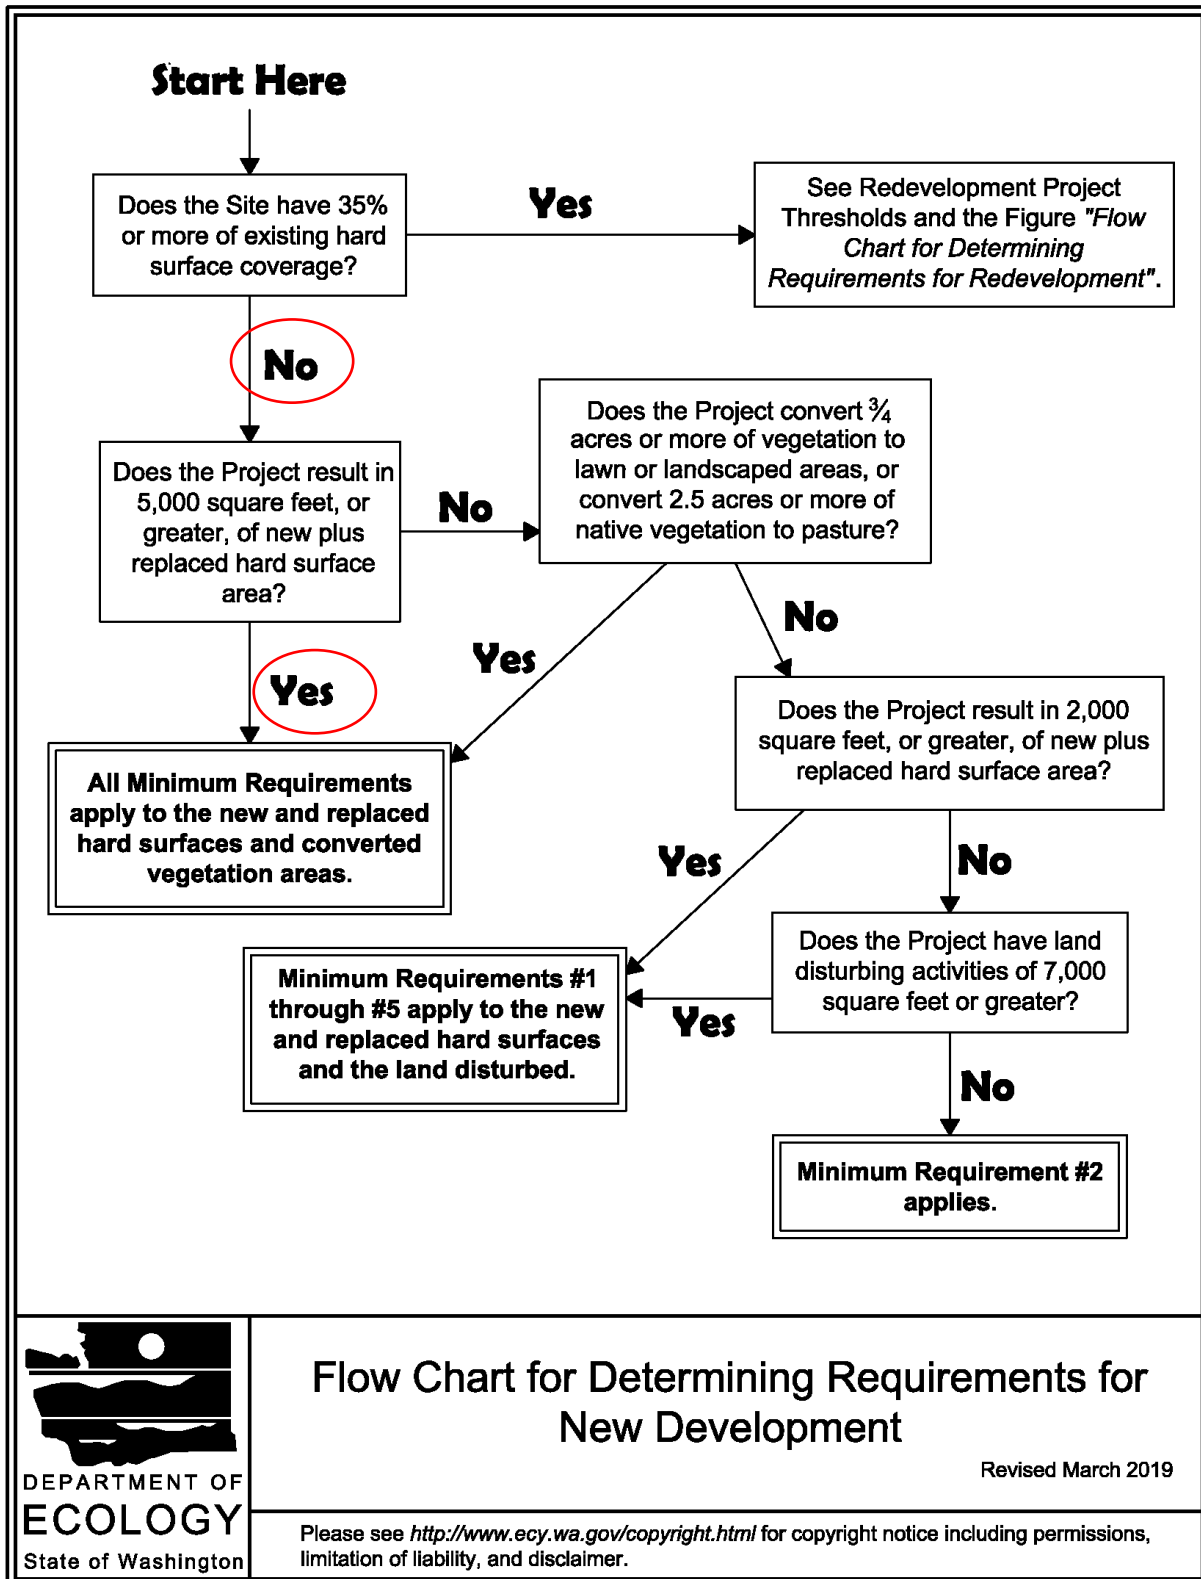 Start Here
Does the Site have 35%
or more of existing hard
surface coverage?
Yes
See Redevelopment Project
Thresholds and the Figure "Flow
Chart for Determining
Requirements for Redevelopment".
No
Does the Project result in
5,000 square feet, or
greater, of new plus
replaced hard surface
area?
No
Does the Project convert ¾
acres or more of vegetation to
lawn or landscaped areas, or
convert 2.5 acres or more of
native vegetation to pasture?
Yes
Yes
No
All Minimum Requirements
apply to the new and replaced
hard surfaces and converted
vegetation areas.
Does the Project result in 2,000
square feet, or greater, of new plus
replaced hard surface area?
Yes
No
Minimum Requirements #1
through #5 apply to the new
and replaced hard surfaces
and the land disturbed.
Yes
Does the Project have land
disturbing activities of 7,000
square feet or greater?
No
Minimum Requirement #2
applies.
DEPARTMENT OF
ECOLOGY
State of Washington
Flow Chart for Determining Requirements for
New Development
Revised March 2019
Please see http://www.ecy.wa.gov/copyright.html for copyright notice including permissions,
limitation of liability, and disclaimer.